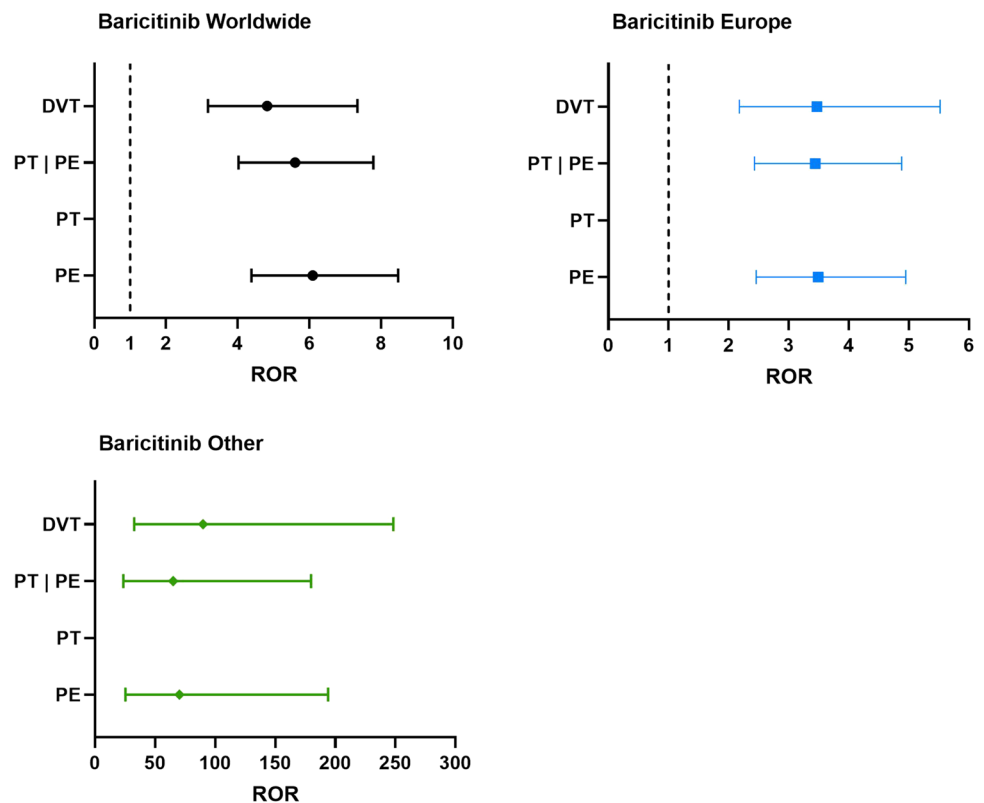 Baricitinib Worldwide
DVT
PT | PE
PT
PE
0 1 2 4 6 8 10
ROR
Baricitinib Europe
DVT
PT | PE
PT
PE
0 1 2 3 4 5 6
ROR
Baricitinib Other
DVT
PT | PE
PT
PE
0 50 100 150 200 250 300
ROR